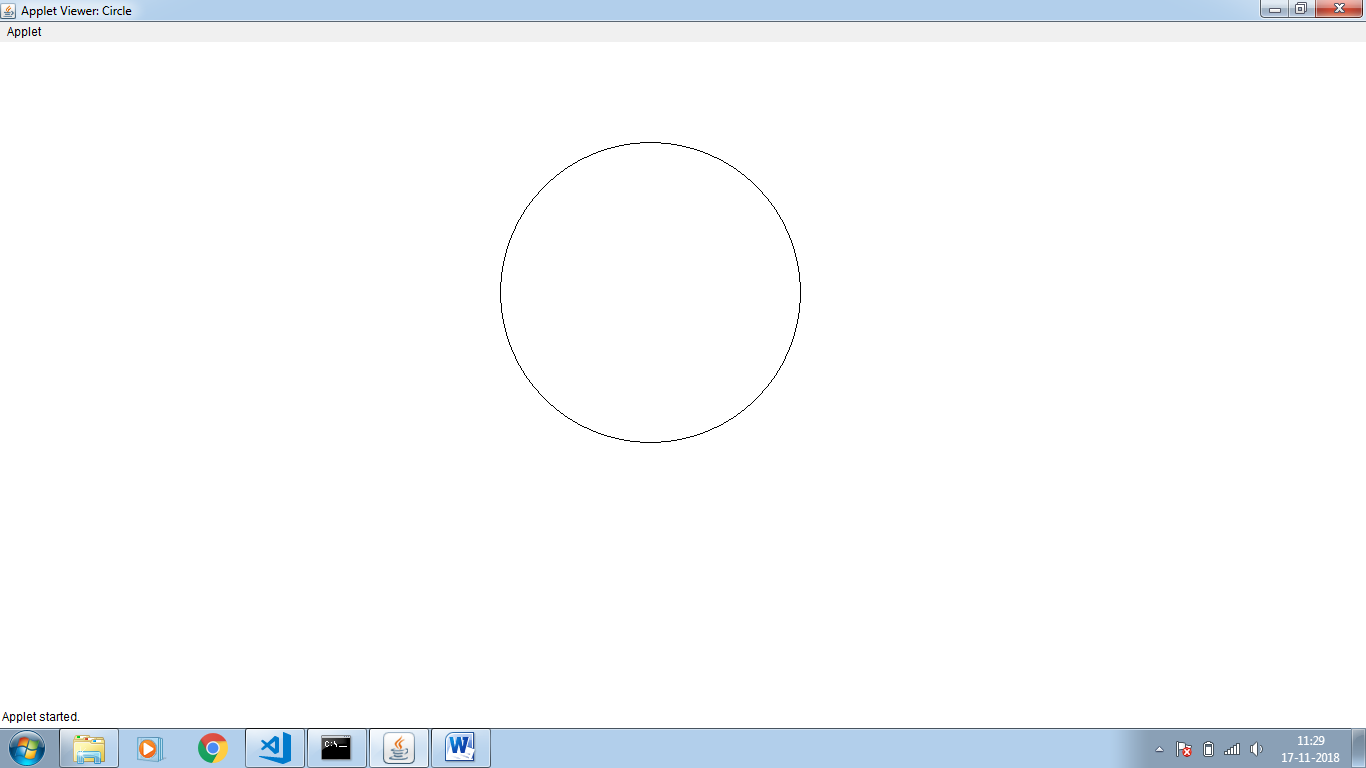 Applet Viewer: Circle
Applet
Applet started.
C:\
W
11:29
17-11-2018